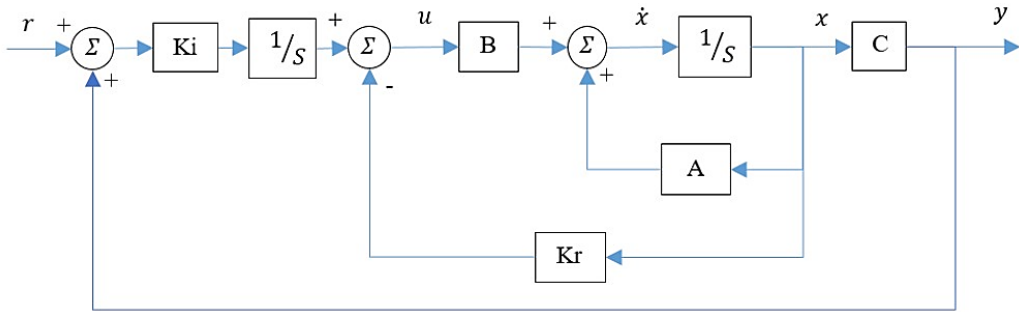 r + Σ Ki 1/S + Σ u B + Σ ẋ 1/S x C y
+ - +
A
Kr